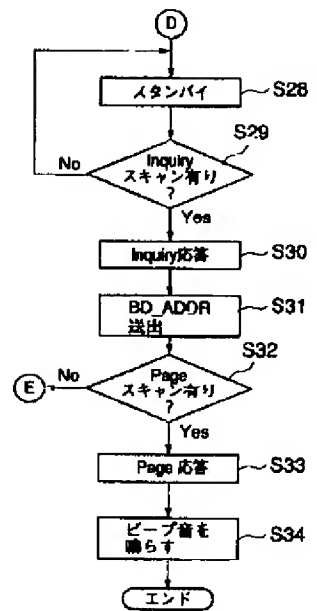 D
スタンバイ
S28
S29
No
Inquiry
スキャン有り
?
Yes
Inquiry応答
S30
BD_ADDR
送出
S31
S32
E
No
Page
スキャン有り
?
Yes
Page 応答
S33
ビープ音を
鳴らす
S34
エンド